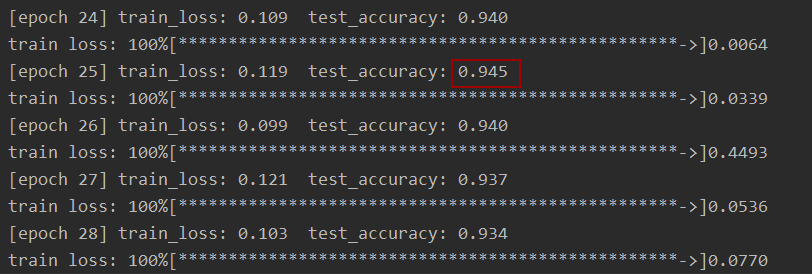 [epoch 24] train_loss: 0.109  test_accuracy: 0.940
train loss: 100%[**************************************************->]0.0064
[epoch 25] train_loss: 0.119  test_accuracy: 0.945
train loss: 100%[**************************************************->]0.0339
[epoch 26] train_loss: 0.099  test_accuracy: 0.940
train loss: 100%[**************************************************->]0.4493
[epoch 27] train_loss: 0.121  test_accuracy: 0.937
train loss: 100%[**************************************************->]0.0536
[epoch 28] train_loss: 0.103  test_accuracy: 0.934
train loss: 100%[**************************************************->]0.0770